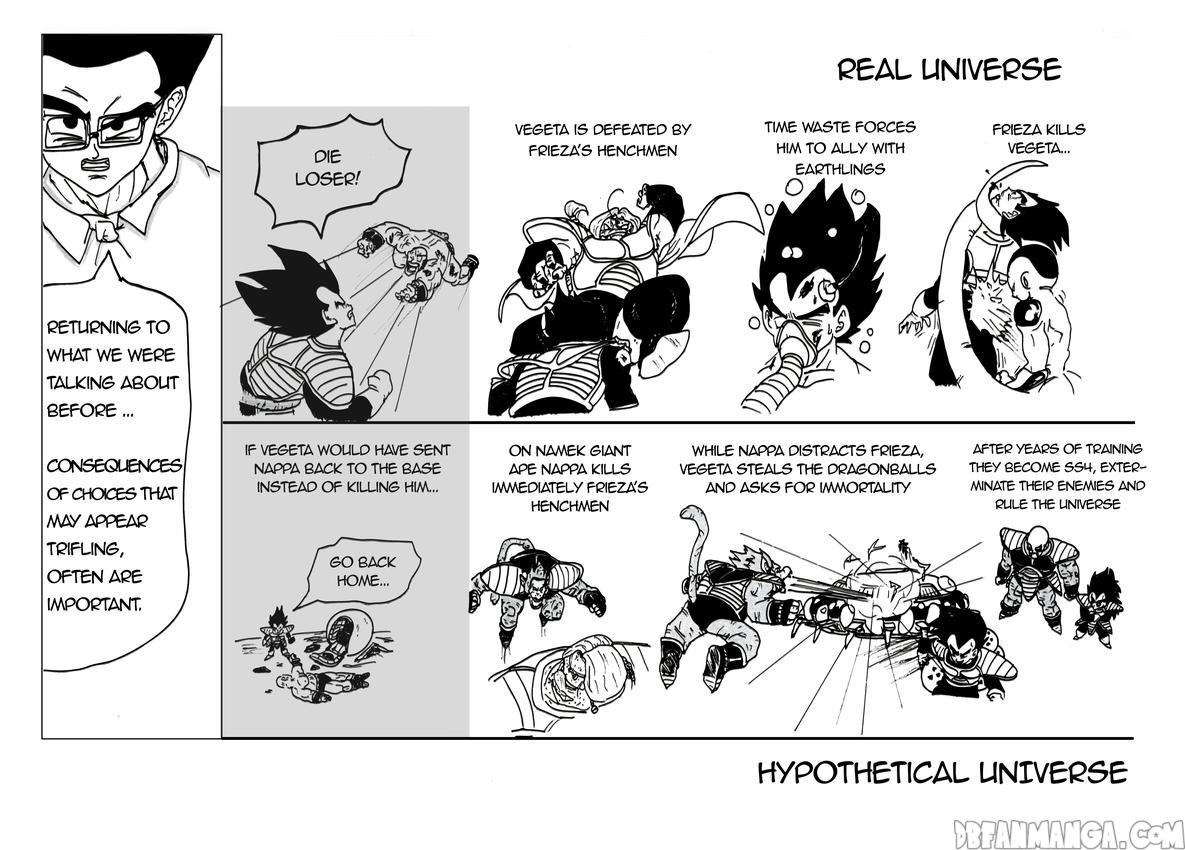 RETURNING TO
WHAT WE WERE
TALKING ABOUT
BEFORE ...
CONSEQUENCES
OF CHOICES THAT
MAY APPEAR
TRIFLING,
OFTEN ARE
IMPORTANT.
REAL UNIVERSE
DIE
LOSER!
VEGETA IS DEFEATED BY
FRIEZA'S HENCHMEN
TIME WASTE FORCES
HIM TO ALLY WITH
EARTHLINGS
FRIEZA KILLS
VEGETA...
IF VEGETA WOULD HAVE SENT
NAPPA BACK TO THE BASE
INSTEAD OF KILLING HIM...
GO BACK
HOME...
ON NAMEK GIANT
APE NAPPA KILLS
IMMEDIATELY FRIEZA'S
HENCHMEN
WHILE NAPPA DISTRACTS FRIEZA,
VEGETA STEALS THE DRAGONBALLS
AND ASKS FOR IMMORTALITY
AFTER YEARS OF TRAINING
THEY BECOME SS4, EXTER-
MINATE THEIR ENEMIES AND
RULE THE UNIVERSE
HYPOTHETICAL UNIVERSE
DBFANMANGA.COM